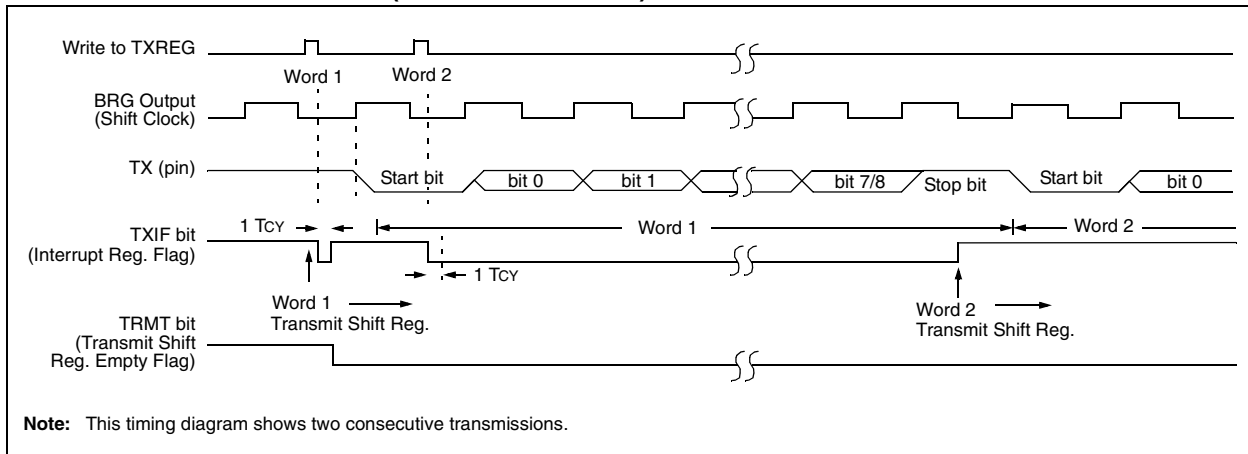 Write to TXREG
Word 1
Word 2
BRG Output
(Shift Clock)
TX (pin)
Start bit
bit 0
bit 1
bit 7/8
Stop bit
Start bit
bit 0
1 TCY
Word 1
Word 2
TXIF bit
(Interrupt Reg. Flag)
1 TCY
Word 1
Transmit Shift Reg.
Word 2
Transmit Shift Reg.
TRMT bit
(Transmit Shift
Reg. Empty Flag)
Note: This timing diagram shows two consecutive transmissions.